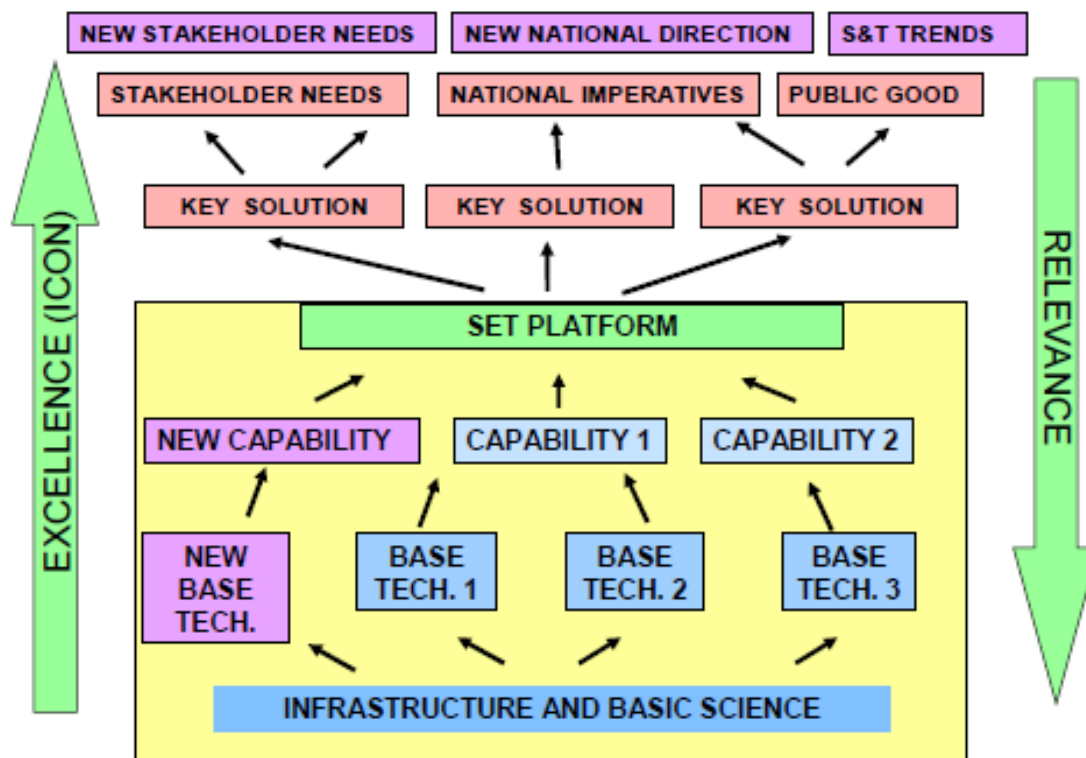 NEW STAKEHOLDER NEEDS
NEW NATIONAL DIRECTION
S&T TRENDS
STAKEHOLDER NEEDS
NATIONAL IMPERATIVES
PUBLIC GOOD
KEY SOLUTION
KEY SOLUTION
KEY SOLUTION
EXCELLENCE (ICON)
RELEVANCE
SET PLATFORM
NEW CAPABILITY
CAPABILITY 1
CAPABILITY 2
NEW
BASE
TECH.
BASE
TECH. 1
BASE
TECH. 2
BASE
TECH. 3
INFRASTRUCTURE AND BASIC SCIENCE